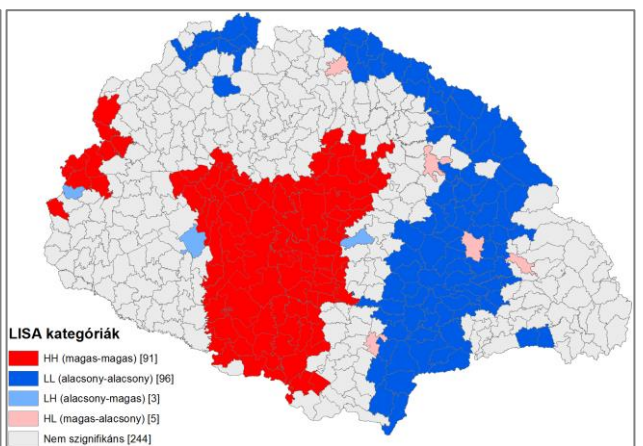 LISA kategóriák
HH (magas-magas) [91]
LL (alacsony-alacsony) [96]
LH (alacsony-magas) [3]
HL (magas-alacsony) [5]
Nem szignifikáns [244]